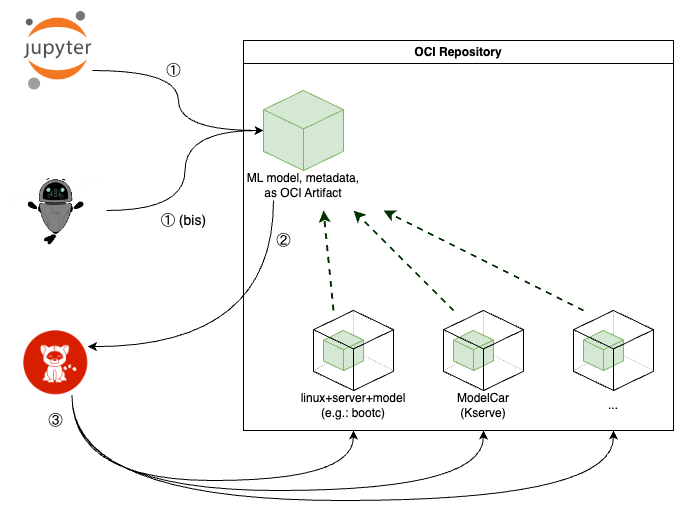 jupyter
OCI Repository
①
ML model, metadata,
as OCI Artifact
① (bis)
②
linux+server+model
(e.g.: bootc)
ModelCar
(Kserve)
...
③